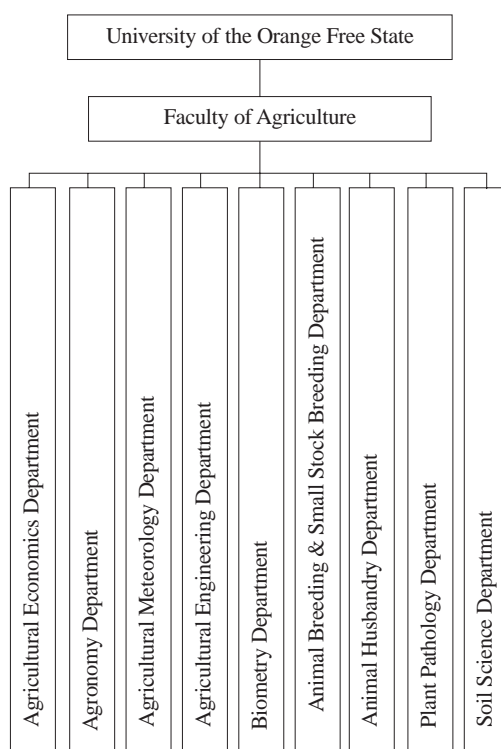 University of the Orange Free State
Faculty of Agriculture
Agricultural Economics Department
Agronomy Department
Agricultural Meteorology Department
Agricultural Engineering Department
Biometry Department
Animal Breeding & Small Stock Breeding Department
Animal Husbandry Department
Plant Pathology Department
Soil Science Department